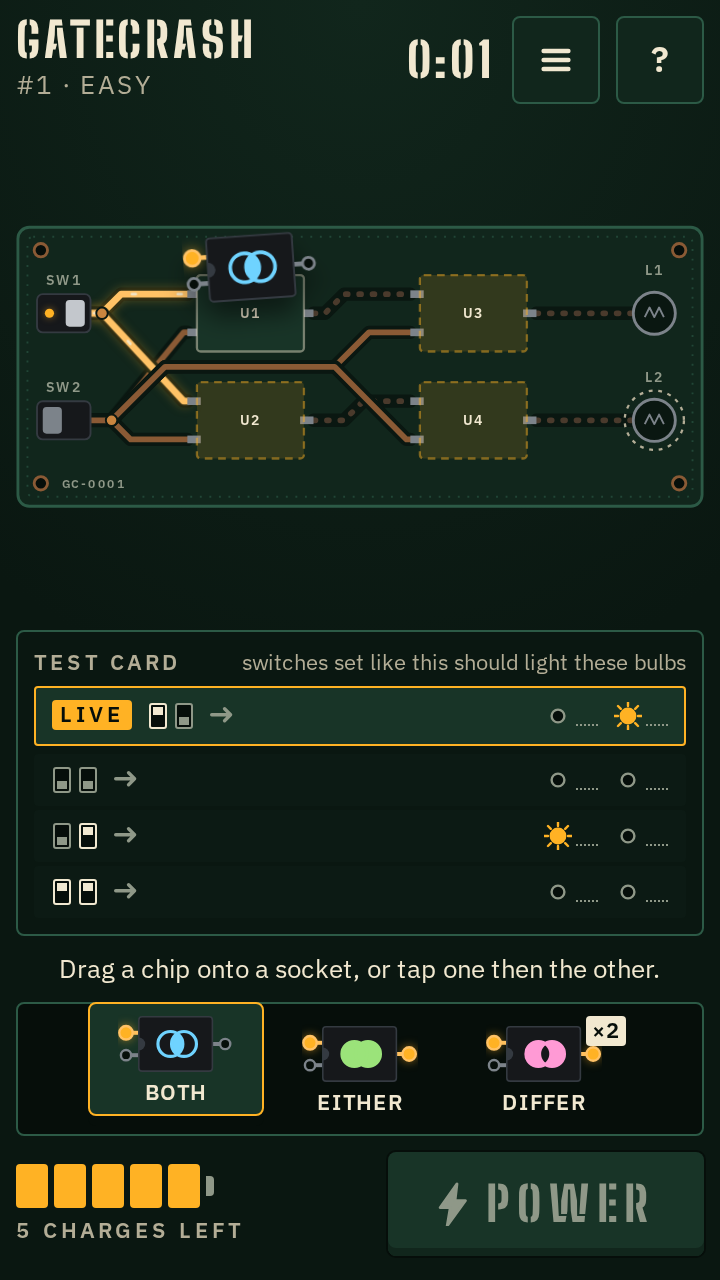 GATECRASH
#1 · EASY
0:01
?
SW1
U1
U3
L1
SW2
U2
U4
L2
GC-0001
TEST CARD
switches set like this should light these bulbs
LIVE
Drag a chip onto a socket, or tap one then the other.
BOTH
EITHER
DIFFER
×2
5 CHARGES LEFT
POWER